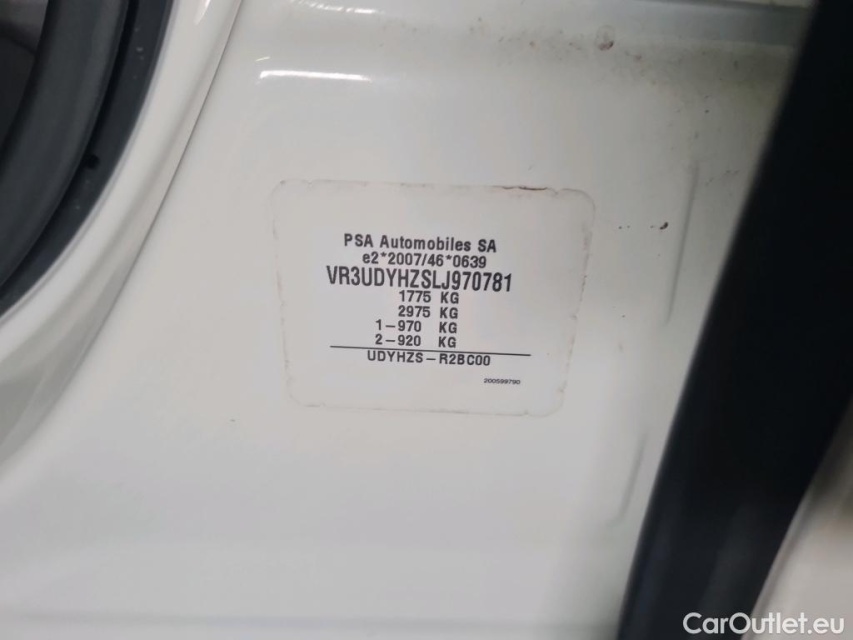 PSA Automobiles SA
e2*2007/46*0639
VR3UDYHZSLJ970781
1775 KG
2975 KG
1-970 KG
2-920 KG
UDYHZS-R2BC00
200599790
CarOutlet.eu